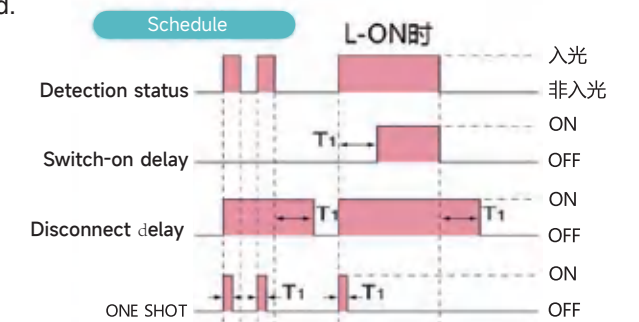 d.
Schedule
L-ON时
入光
Detection status
非入光
ON
T1
Switch-on delay
OFF
ON
T1
T1
Disconnect delay
OFF
ON
T1
T1
ONE SHOT
OFF